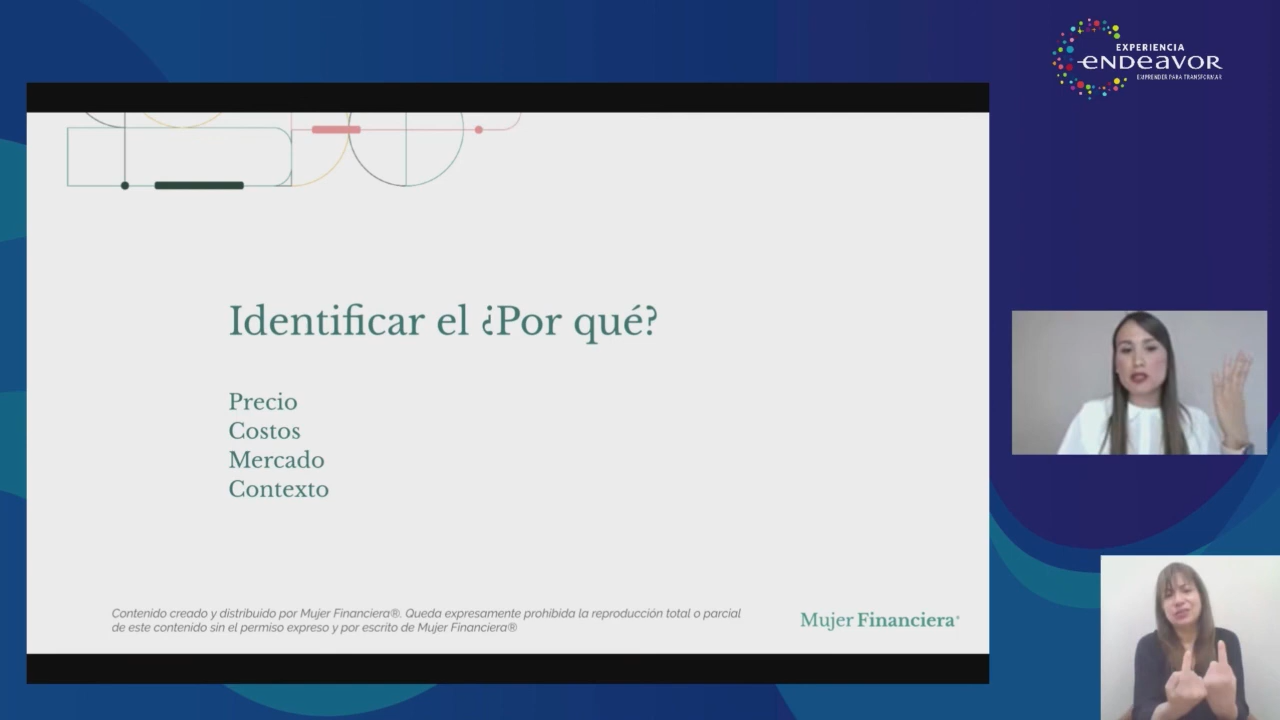 EXPERIENCIA
ENDEAVOR
EMPRENDER PARA TRANSFORMAR
Identificar el ¿Por qué?
Precio
Costos
Mercado
Contexto
Contenido creado y distribuido por Mujer Financiera®. Queda expresamente prohibida la reproducción total o parcial
de este contenido sin el permiso expreso y por escrito de Mujer Financiera®
Mujer Financiera®